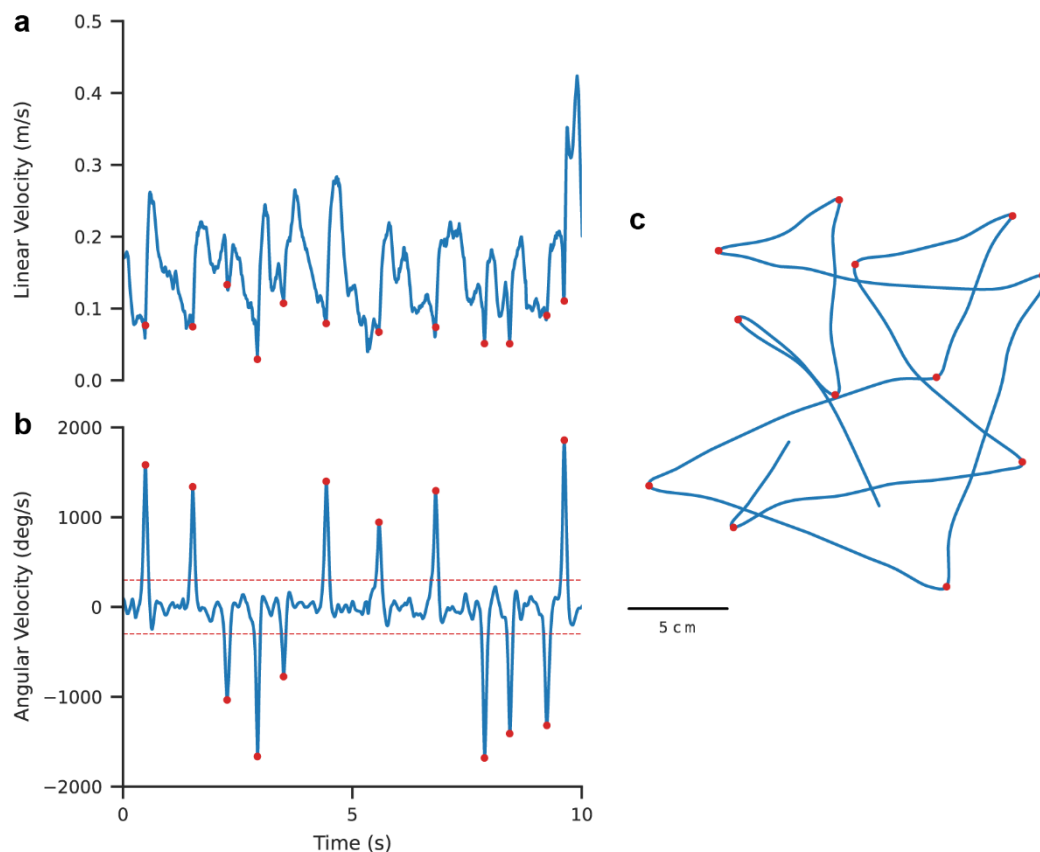 a
0.5
0.4
0.3
0.2
0.1
0.0
Linear Velocity (m/s)
b
2000
1000
0
−1000
−2000
Angular Velocity (deg/s)
0 5 10
Time (s)
c
5 cm